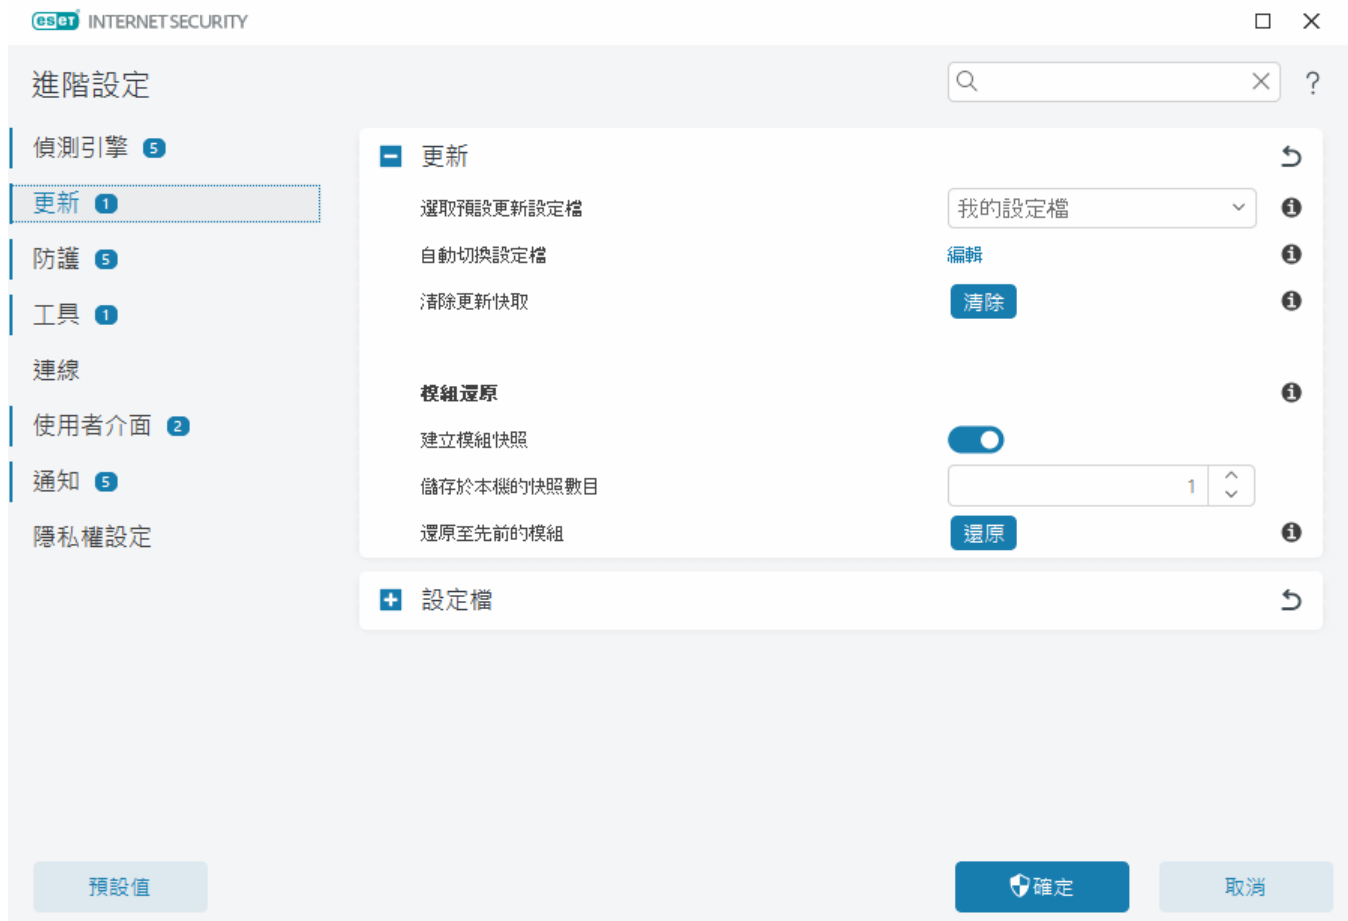 eset INTERNET SECURITY
進階設定
?
偵測引擎 5
更新 1
防護 5
工具 1
連線
使用者介面 2
通知 5
隱私權設定
更新
選取預設更新設定檔
我的設定檔
自動切換設定檔
編輯
清除更新快取
清除
模組還原
建立模組快照
儲存於本機的快照數目
1
還原至先前的模組
還原
設定檔
預設值
確定
取消